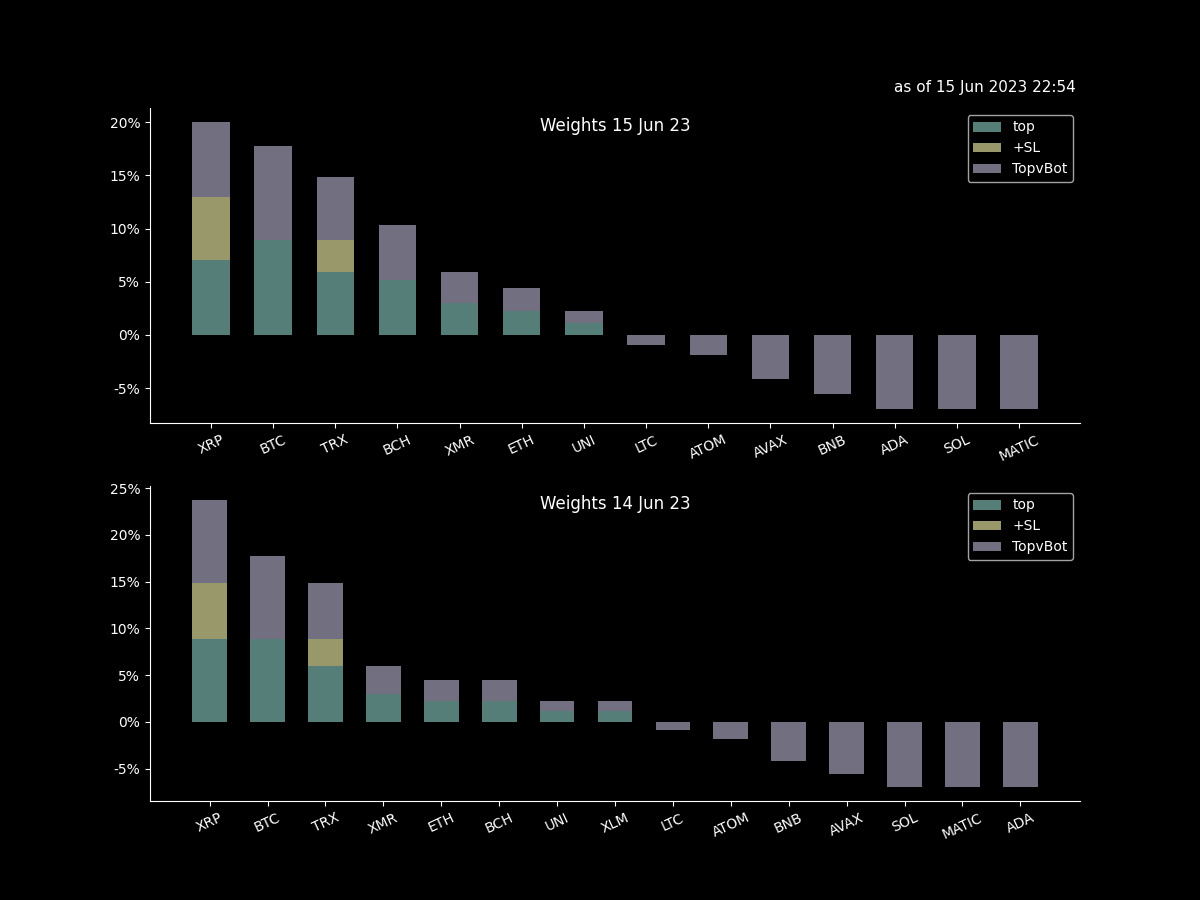 as of 15 Jun 2023 22:54
Weights 15 Jun 23
top
+SL
TopvBot
20%
15%
10%
5%
0%
-5%
XRP BTC TRX BCH XMR ETH UNI LTC ATOM AVAX BNB ADA SOL MATIC
Weights 14 Jun 23
top
+SL
TopvBot
25%
20%
15%
10%
5%
0%
-5%
XRP BTC TRX XMR ETH BCH UNI XLM LTC ATOM BNB AVAX SOL MATIC ADA